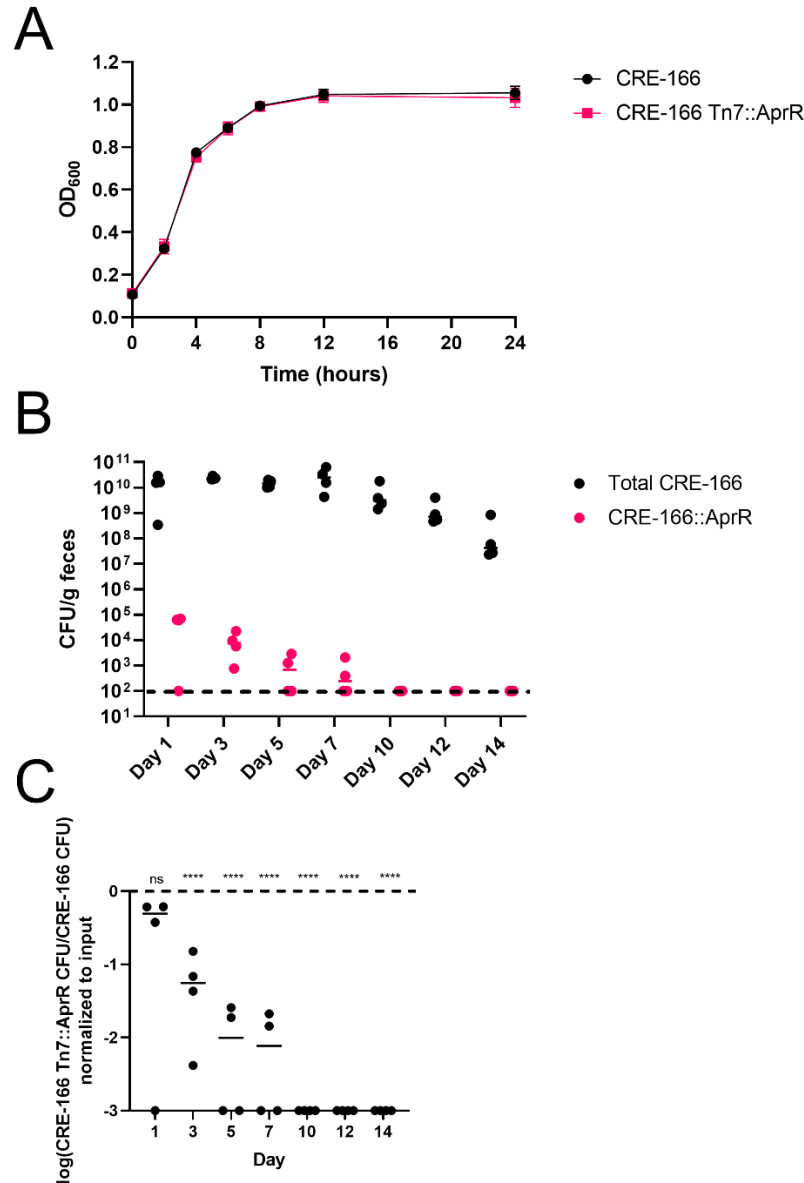 A
1.2
1.0
0.8
0.6
0.4
0.2
0.0
OD600
0 4 8 12 16 20 24
Time (hours)
CRE-166
CRE-166 Tn7::AprR
B
10^11
10^10
10^9
10^8
10^7
10^6
10^5
10^4
10^3
10^2
10^1
CFU/g feces
Day 1 Day 3 Day 5 Day 7 Day 10 Day 12 Day 14
Total CRE-166
CRE-166::AprR
C
log(CRE-166 Tn7::AprR CFU/CRE-166 CFU)
normalized to input
ns **** **** **** **** **** ****
0
-1
-2
-3
1 3 5 7 10 12 14
Day